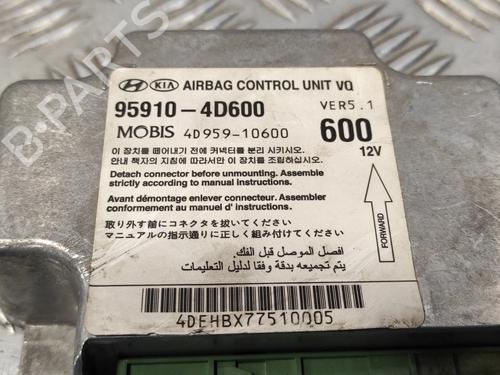 HYUNDAI KIA AIRBAG CONTROL UNIT VQ
95910-4D600 VER5.1
MOBIS 4D959-10600 600
12V
이 장치를 떼어내기 전에 커넥터를 분리 시키시오.
안내 책자의 지침에 따라서만 이 장치를 조립하십시오.
Detach connector before unmounting. Assemble
strictly according to manual instructions.
Avant démontage enlever connecteur. Assembler
conformement au manuel d' instructions.
取り外す前にコネクタを抜いてください
マニュアルの指示通りに正しく組み付けてください
افصل الموصل قبل الفك.
يتم تجميعه بدقة وفقا لدليل التعليمات
FORWARD
4DEHBX77510005
B-PARTS